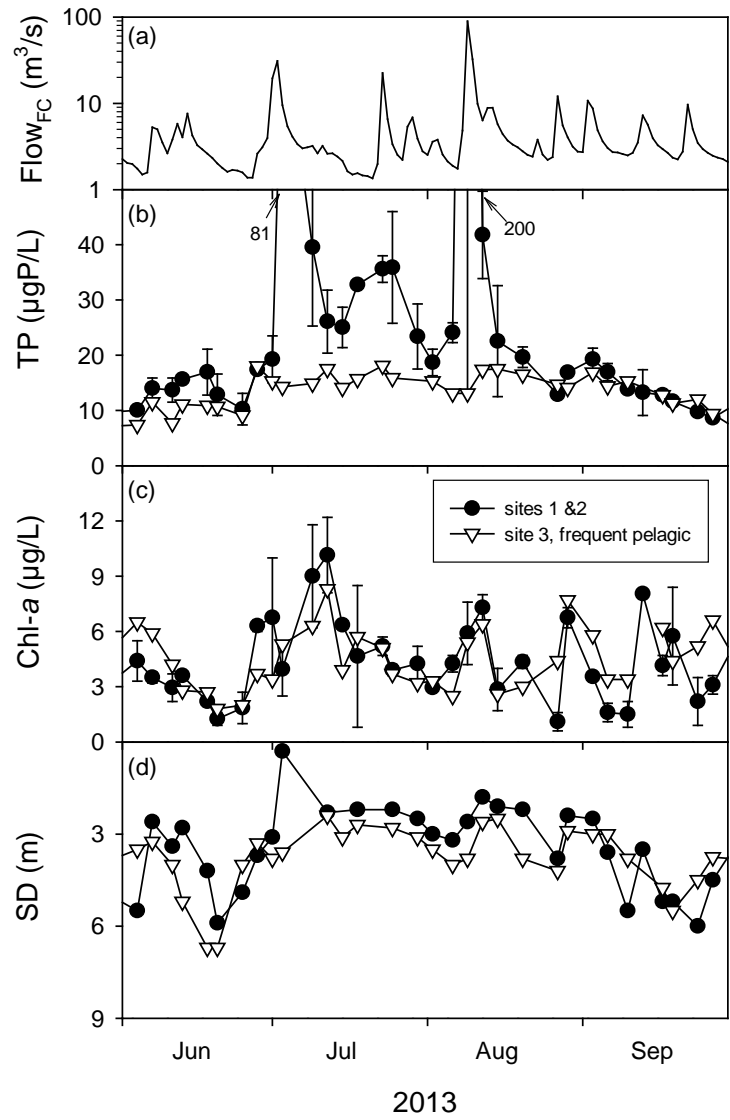 (a)
Flow_FC (m³/s)
100
10
1
(b)
TP (µgP/L)
81
200
40
30
20
10
0
(c)
Chl-a (µg/L)
sites 1 &2
site 3, frequent pelagic
12
9
6
3
0
(d)
SD (m)
3
6
9
Jun Jul Aug Sep
2013